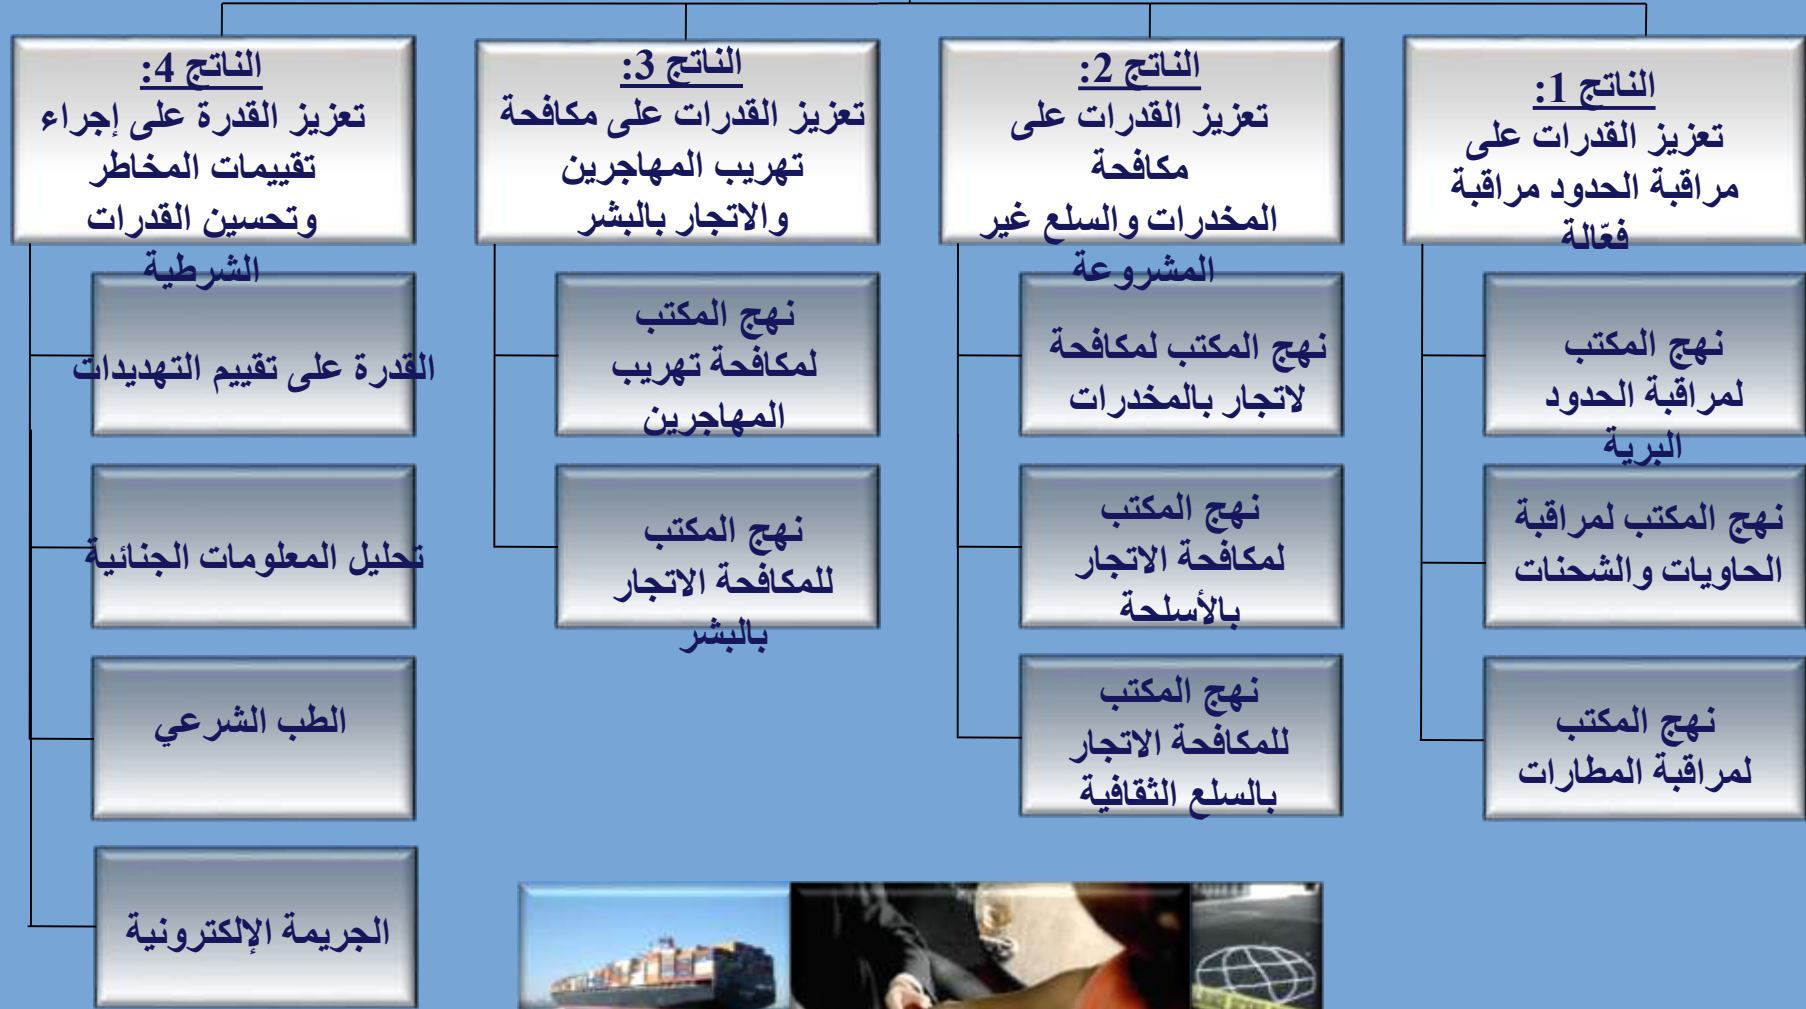 الناتج 1:
تعزيز القدرات على
مراقبة الحدود مراقبة
فعّالة
نهج المكتب
لمراقبة الحدود
البرية
نهج المكتب لمراقبة
الحاويات والشحنات
نهج المكتب
لمراقبة المطارات
الناتج 2:
تعزيز القدرات على
مكافحة
المخدرات والسلع غير
المشروعة
نهج المكتب لمكافحة
لاتجار بالمخدرات
نهج المكتب
لمكافحة الاتجار
بالأسلحة
نهج المكتب
للمكافحة الاتجار
بالسلع الثقافية
الناتج 3:
تعزيز القدرات على مكافحة
تهريب المهاجرين
والاتجار بالبشر
نهج المكتب
لمكافحة تهريب
المهاجرين
نهج المكتب
للمكافحة الاتجار
بالبشر
الناتج 4:
تعزيز القدرة على إجراء
تقييمات المخاطر
وتحسين القدرات
الشرطية
القدرة على تقييم التهديدات
تحليل المعلومات الجنائية
الطب الشرعي
الجريمة الإلكترونية